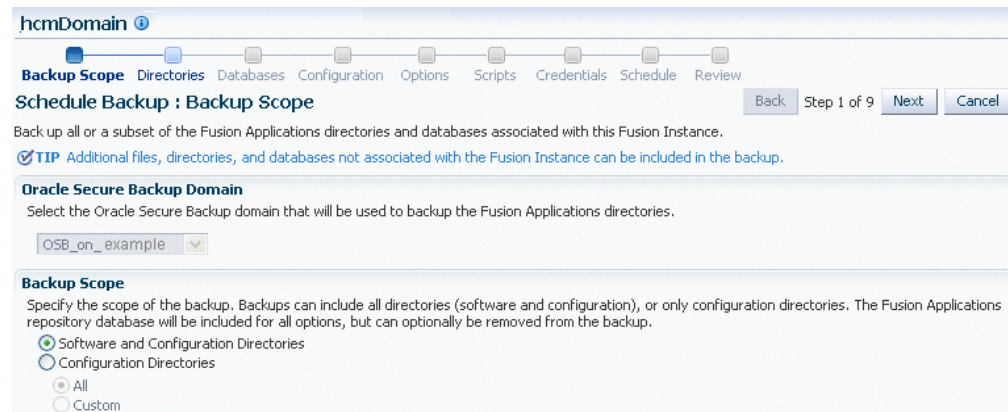 hcmDomain
Backup Scope Directories Databases Configuration Options Scripts Credentials Schedule Review
Schedule Backup : Backup Scope
Back Step 1 of 9 Next Cancel
Back up all or a subset of the Fusion Applications directories and databases associated with this Fusion Instance.
TIP Additional files, directories, and databases not associated with the Fusion Instance can be included in the backup.
Oracle Secure Backup Domain
Select the Oracle Secure Backup domain that will be used to backup the Fusion Applications directories.
OSB_on_ example
Backup Scope
Specify the scope of the backup. Backups can include all directories (software and configuration), or only configuration directories. The Fusion Applications
repository database will be included for all options, but can optionally be removed from the backup.
Software and Configuration Directories
Configuration Directories
All
Custom